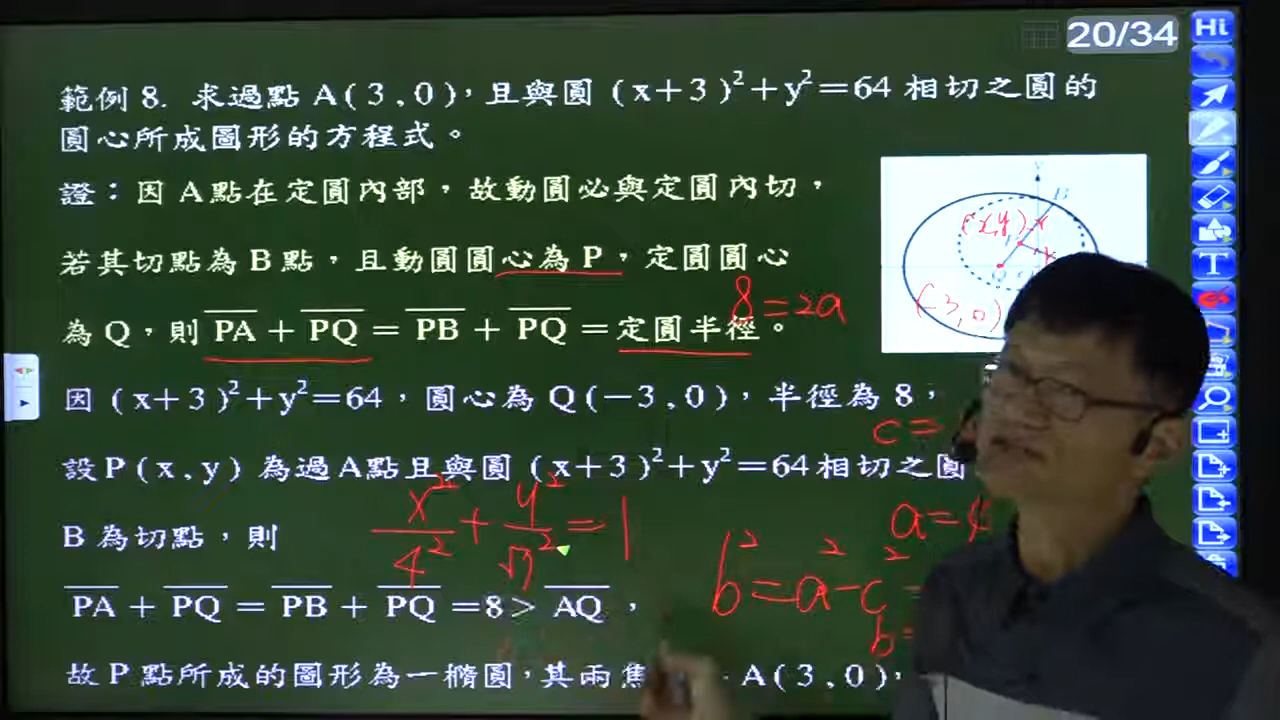 20/34
Hi
範例 8. 求過點 A(3,0), 且與圓 (x+3)²+y²=64 相切之圓的
圓心所成圖形的方程式。
證：因 A點在定圓內部，故動圓必與定圓內切，
若其切點為 B 點，且動圓圓心為 P，定圓圓心
8=2a
為 Q，則 PA + PQ = PB + PQ = 定圓半徑。
(x,y)
B
Q
(-3,0)
因 (x+3)²+y²=64，圓心為 Q(-3,0)，半徑為 8，
c=
設 P(x,y) 為過 A點且與圓 (x+3)²+y²=64 相切之圓
a=4
B 為切點，則
x²/4² + y²/√7² = 1
b²=a²-c²=
b=
PA + PQ = PB + PQ =8> AQ，
故 P 點所成的圖形為一橢圓，其兩焦 A(3,0)，
T